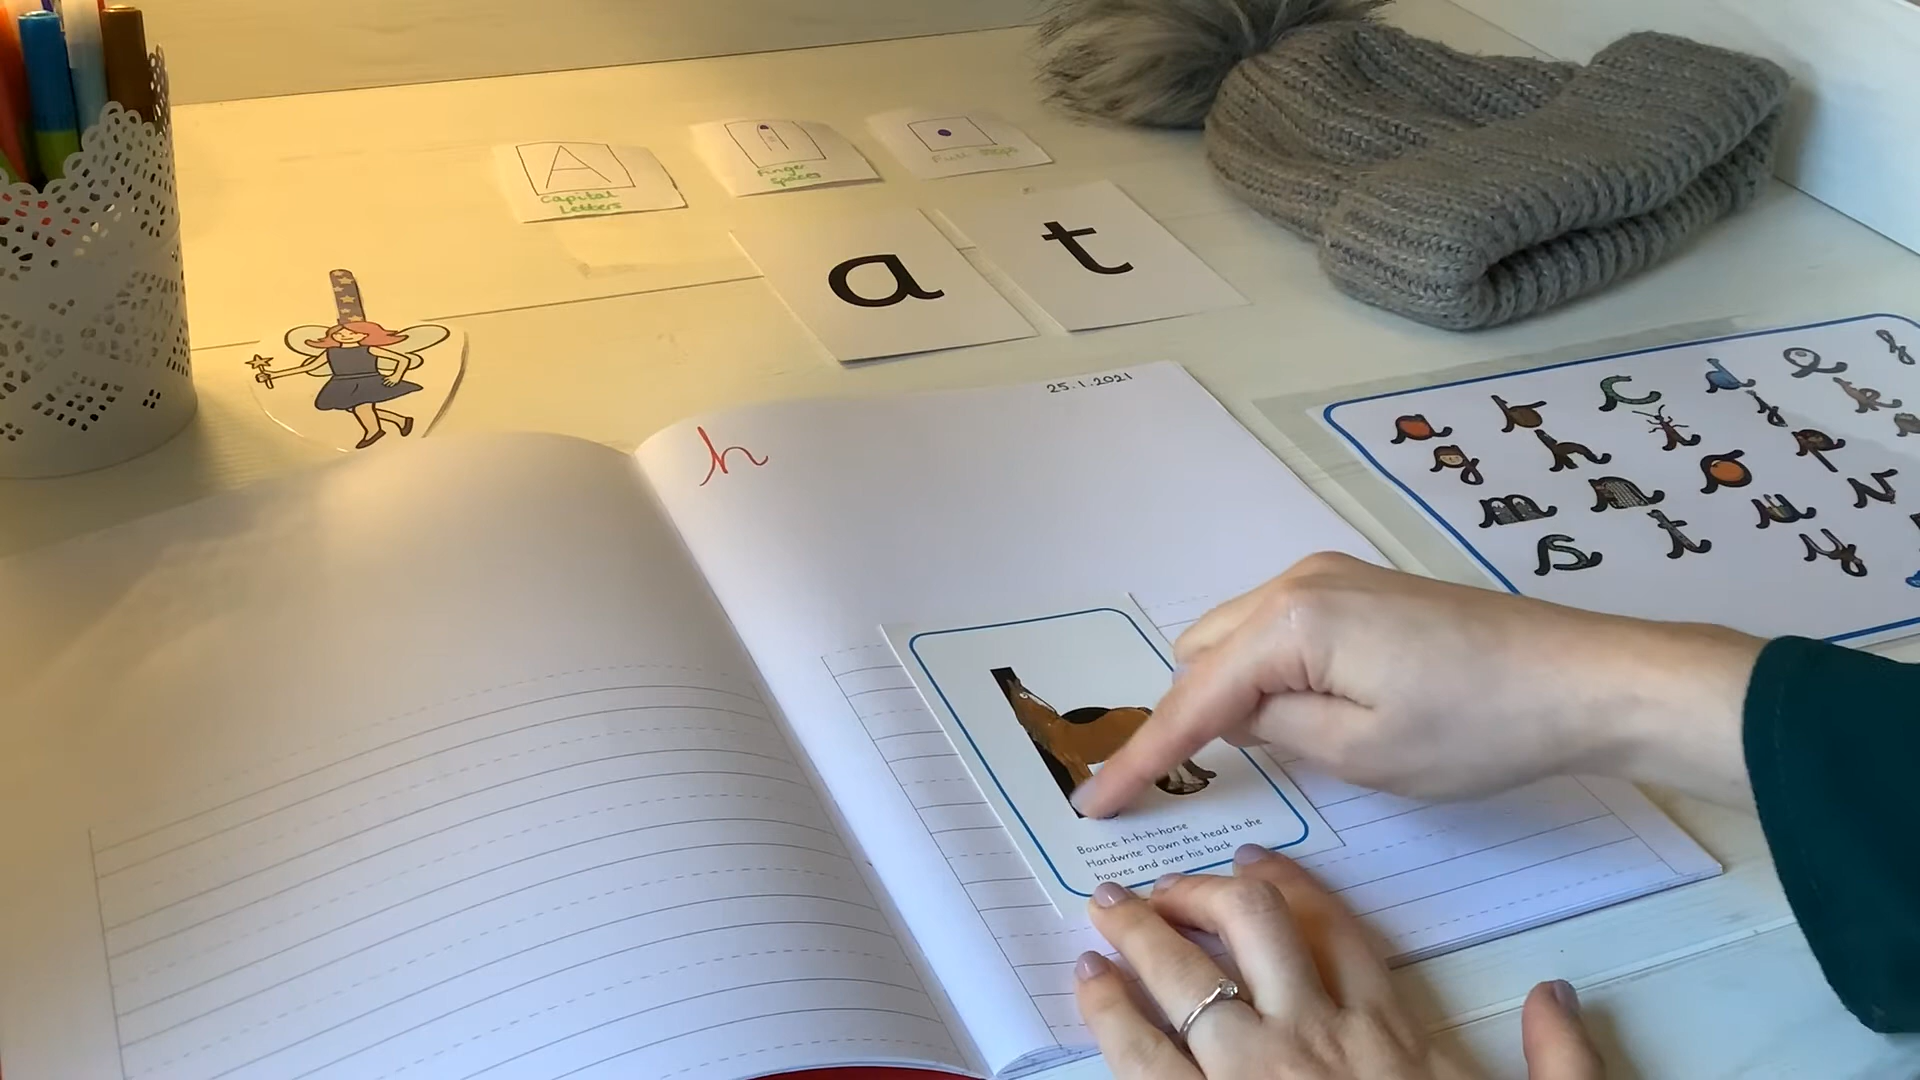 A
Capital
Letters
Finger
spaces
Full stops
a
t
25.1.2021
h
a b c d e f
g h i j k
m n o p
s t u v
y
Bounce: h-h-h-horse
Handwrite: Down the head to the
hooves and over his back